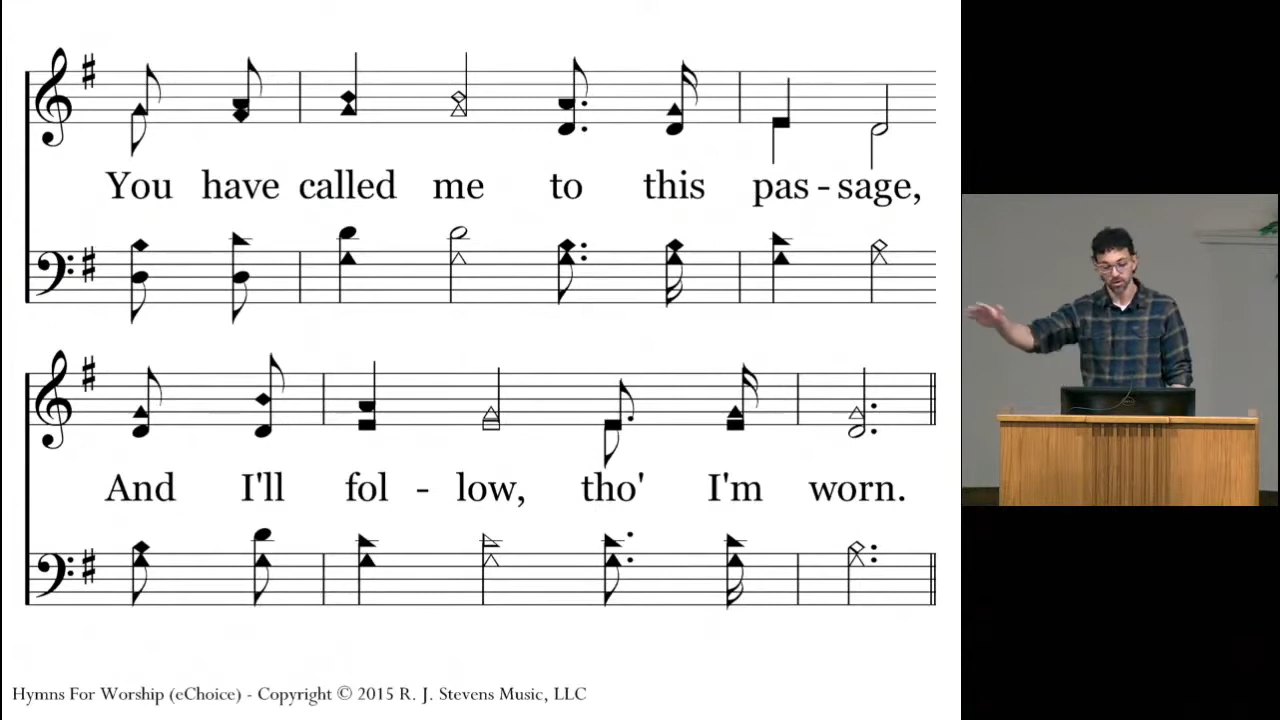 You have called me to this pas - sage,
And I'll fol - low, tho' I'm worn.
Hymns For Worship (eChoice) - Copyright © 2015 R. J. Stevens Music, LLC